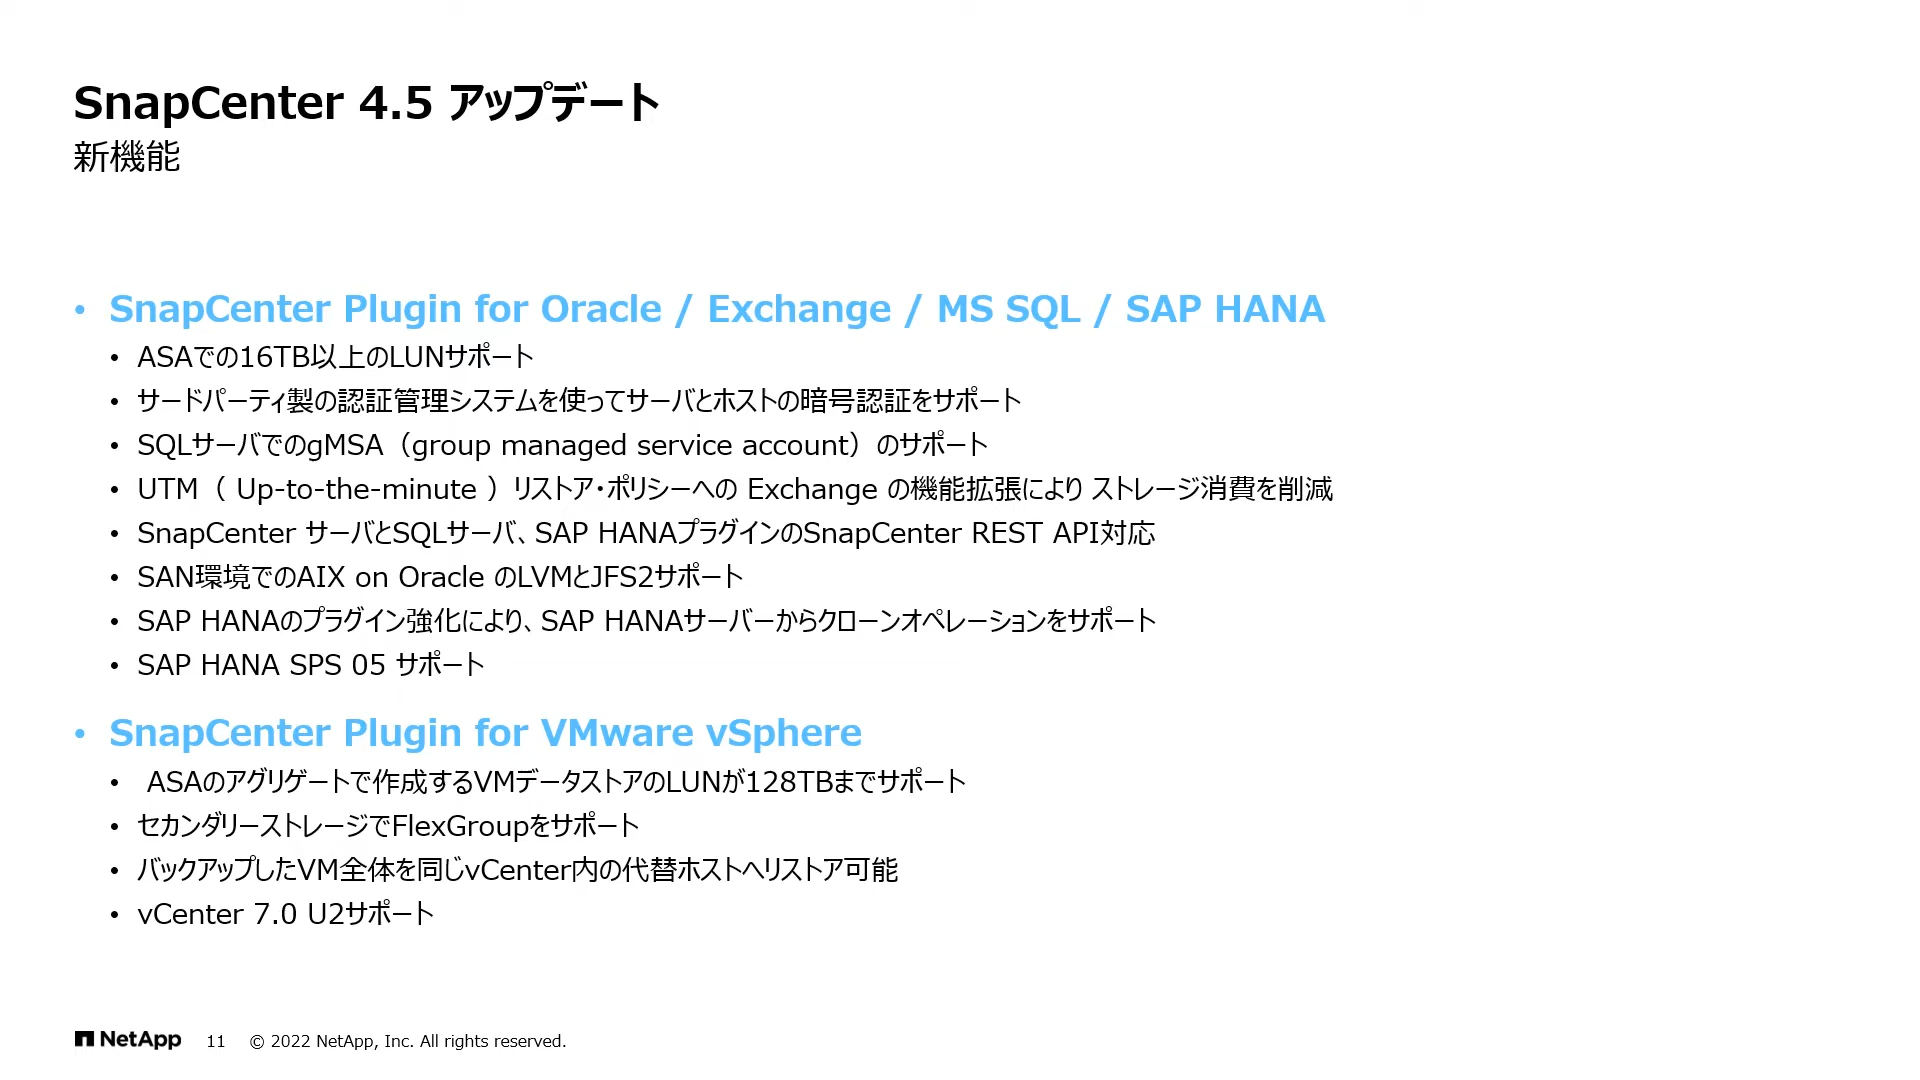 SnapCenter 4.5 アップデート
新機能
• SnapCenter Plugin for Oracle / Exchange / MS SQL / SAP HANA
• ASAでの16TB以上のLUNサポート
• サードパーティ製の認証管理システムを使ってサーバとホストの暗号認証をサポート
• SQLサーバでのgMSA（group managed service account）のサポート
• UTM（ Up-to-the-minute ）リストア・ポリシーへの Exchange の機能拡張により ストレージ消費を削減
• SnapCenter サーバとSQLサーバ、SAP HANAプラグインのSnapCenter REST API対応
• SAN環境でのAIX on Oracle のLVMとJFS2サポート
• SAP HANAのプラグイン強化により、SAP HANAサーバーからクローンオペレーションをサポート
• SAP HANA SPS 05 サポート
• SnapCenter Plugin for VMware vSphere
• ASAのアグリゲートで作成するVMデータストアのLUNが128TBまでサポート
• セカンダリーストレージでFlexGroupをサポート
• バックアップしたVM全体を同じvCenter内の代替ホストへリストア可能
• vCenter 7.0 U2サポート
NetApp 11 © 2022 NetApp, Inc. All rights reserved.